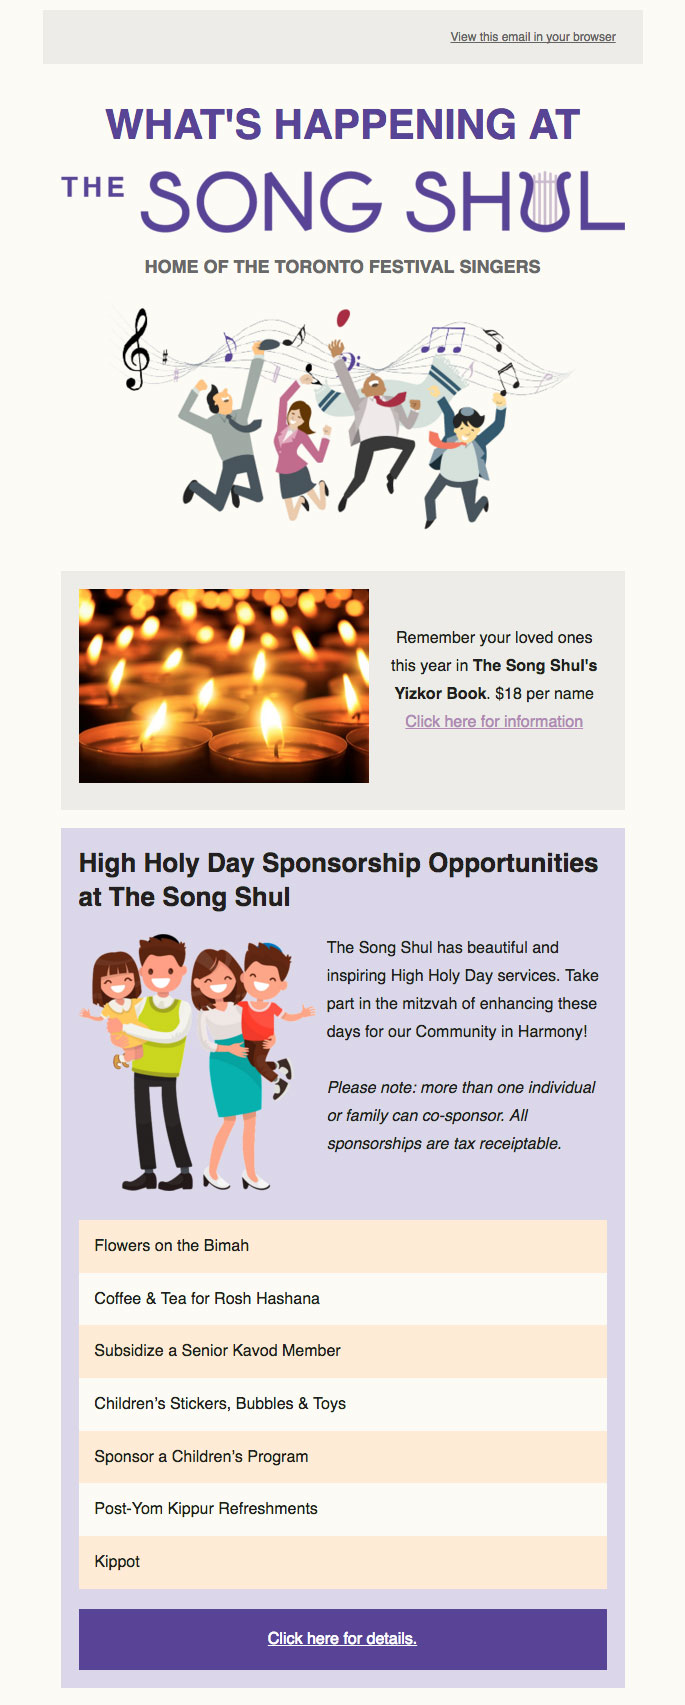 View this email in your browser
WHAT'S HAPPENING AT
THE SONG SHUL
HOME OF THE TORONTO FESTIVAL SINGERS
Remember your loved ones
this year in The Song Shul's
Yizkor Book. $18 per name
Click here for information
High Holy Day Sponsorship Opportunities
at The Song Shul
The Song Shul has beautiful and
inspiring High Holy Day services. Take
part in the mitzvah of enhancing these
days for our Community in Harmony!
Please note: more than one individual
or family can co-sponsor. All
sponsorships are tax receiptable.
Flowers on the Bimah
Coffee & Tea for Rosh Hashana
Subsidize a Senior Kavod Member
Children’s Stickers, Bubbles & Toys
Sponsor a Children’s Program
Post-Yom Kippur Refreshments
Kippot
Click here for details.